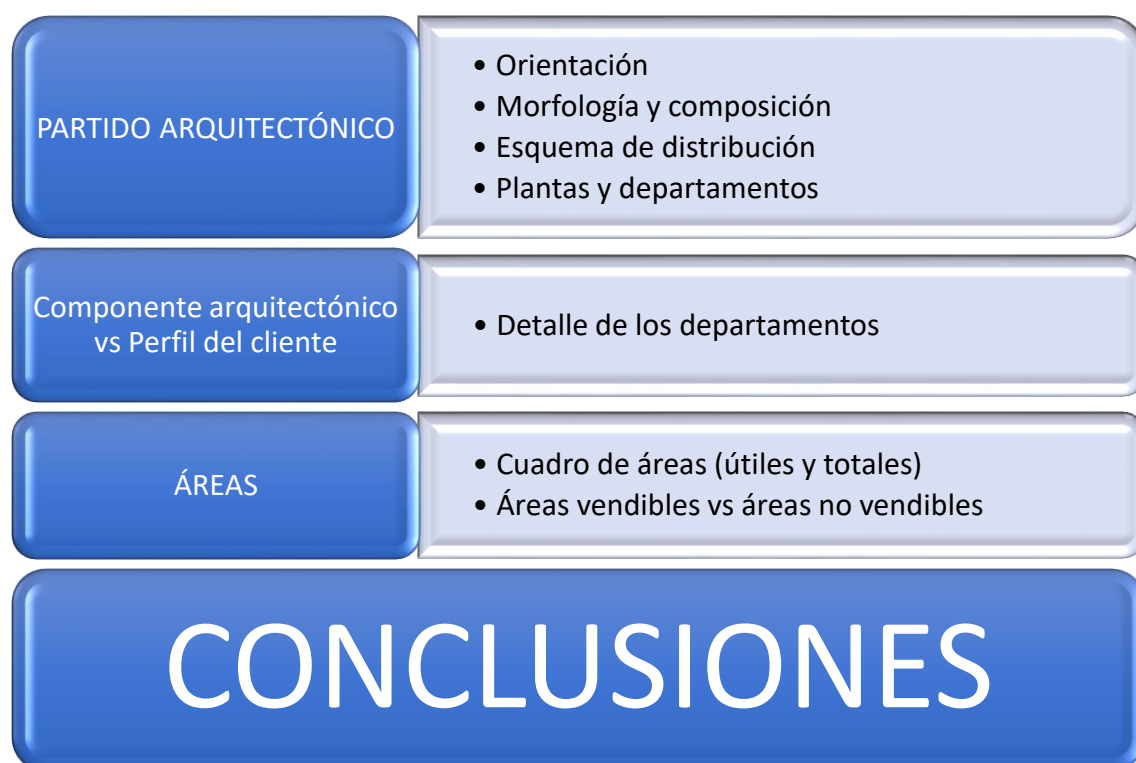 PARTIDO ARQUITECTÓNICO
• Orientación
• Morfología y composición
• Esquema de distribución
• Plantas y departamentos
Componente arquitectónico
vs Perfil del cliente
• Detalle de los departamentos
ÁREAS
• Cuadro de áreas (útiles y totales)
• Áreas vendibles vs áreas no vendibles
CONCLUSIONES